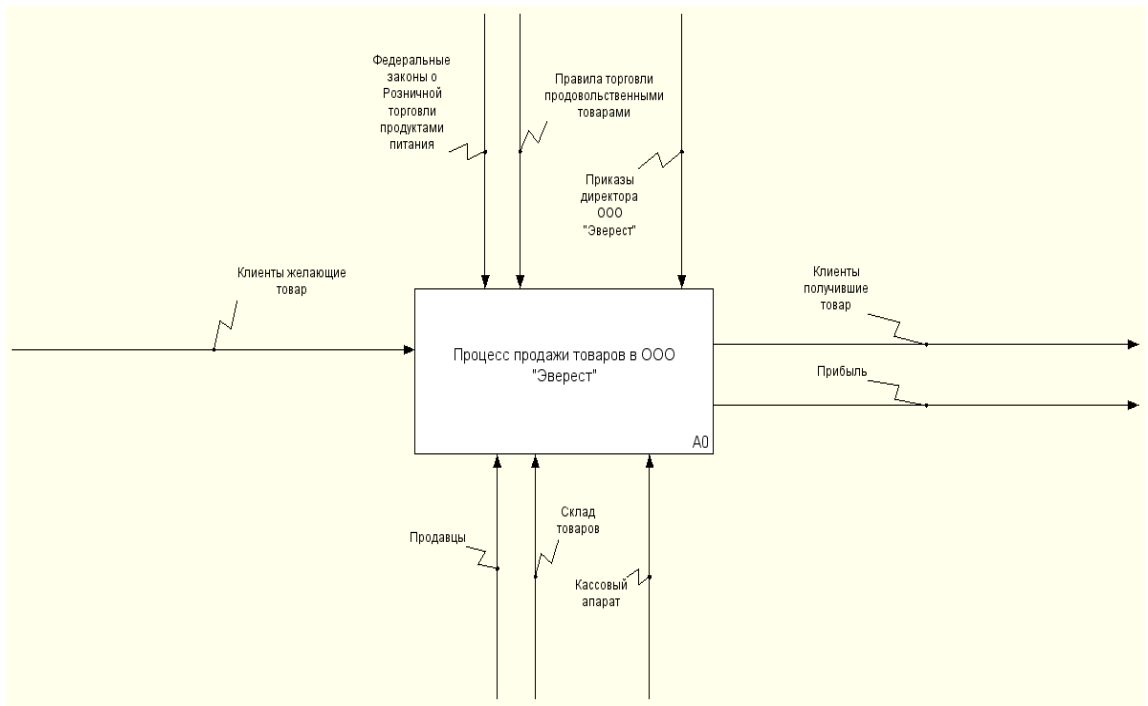 Федеральные
законы о
Розничной
торговли
продуктами
питания
Правила торговли
продовольственными
товарами
Приказы
директора
ООО
"Эверест"
Клиенты желающие
товар
Клиенты
получившие
товар
Процесс продажи товаров в ООО
"Эверест"
Прибыль
A0
Продавцы
Склад
товаров
Кассовый
апарат